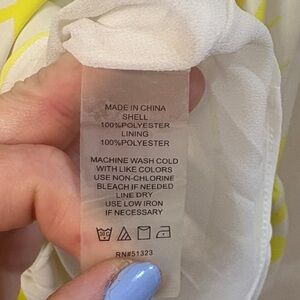 MADE IN CHINA
SHELL
100%POLYESTER
LINING
100%POLYESTER
MACHINE WASH COLD
WITH LIKE COLORS
USE NON-CHLORINE
BLEACH IF NEEDED
LINE DRY
USE LOW IRON
IF NECESSARY
RN#51323